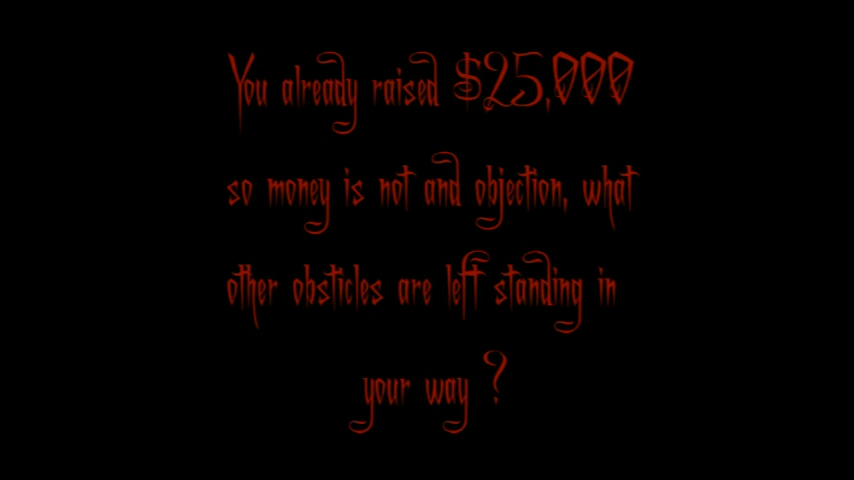 You already raised $25,000
so money is not and objection, what
other obsticles are left standing in
your way ?